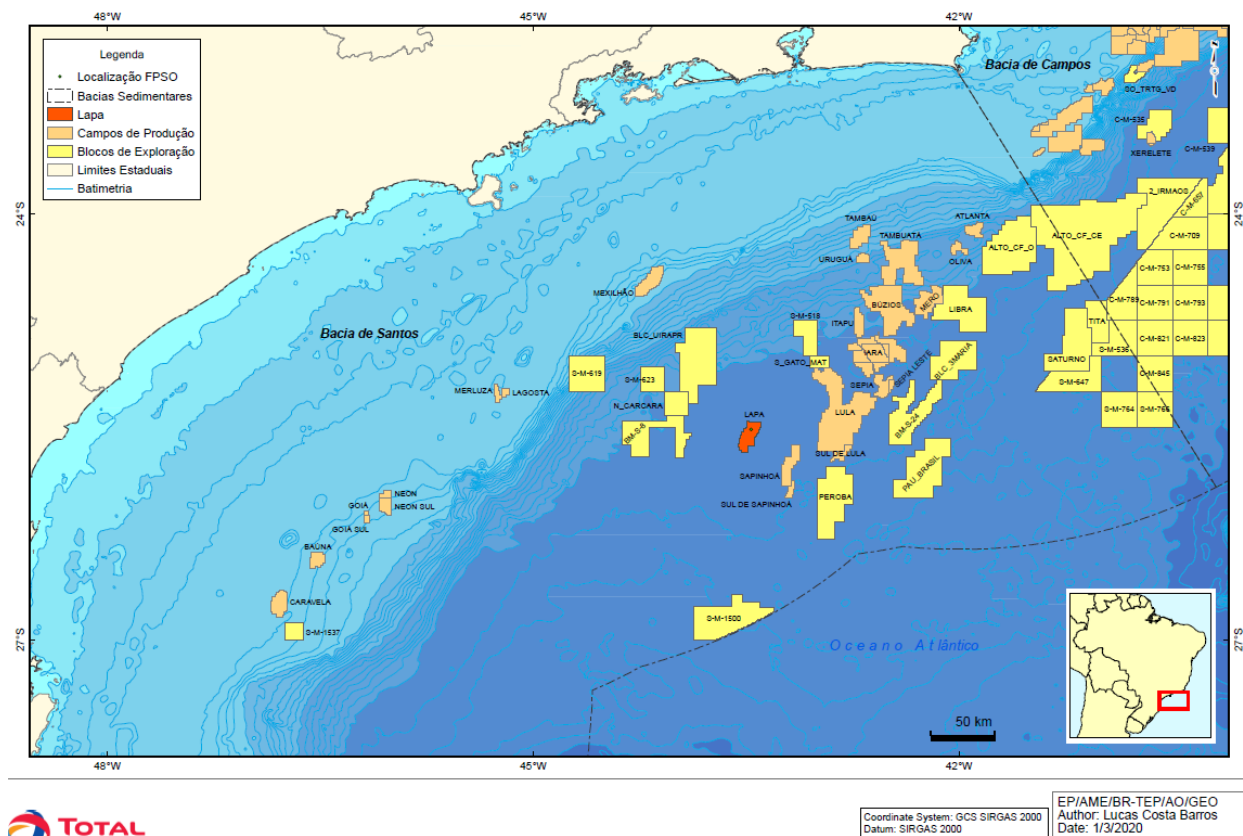 48°W
45°W
42°W
Legenda
Localização FPSO
Bacias Sedimentares
Lapa
Campos de Produção
Blocos de Exploração
Limites Estaduais
Batimetria
Bacia de Campos
SO_TRTG_VD
C-M-535
XERELETE
C-M-539
24°S
24°S
2_IRMAOS
C-M-657
C-M-709
TAMBAÚ
ATLANTA
TAMBUATA
ALTO_CF_O
ALTO_CF_CE
URUGUÁ
OLIVA
C-M-753
C-M-755
MEXILHÃO
C-M-789
C-M-791
C-M-793
BÚZIOS
MERO
LIBRA
S-M-518
ITAPU
TITA
Bacia de Santos
BLC_UIRAPR
C-M-821
C-M-823
S-M-536
IARA
S_GATO_MAT
SEPIA LESTE
BLC_3MARIA
SATURNO
S-M-619
S-M-623
SEPIA
S-M-647
C-M-845
MERLUZA
LAGOSTA
N_CARCARA
LAPA
LULA
S-M-764
S-M-766
BM-S-8
BM-S-24
SUL DE LULA
SAPINHOÁ
PAU_BRASIL
NEON
GOIÁ
NEON SUL
SUL DE SAPINHOÁ
PEROBA
GOIÁ SUL
BAÚNA
CARAVELA
S-M-1537
S-M-1500
27°S
27°S
Oceano Atlântico
50 km
48°W
45°W
42°W
TOTAL
Coordinate System: GCS SIRGAS 2000
Datum: SIRGAS 2000
EP/AME/BR-TEP/AO/GEO
Author: Lucas Costa Barros
Date: 1/3/2020